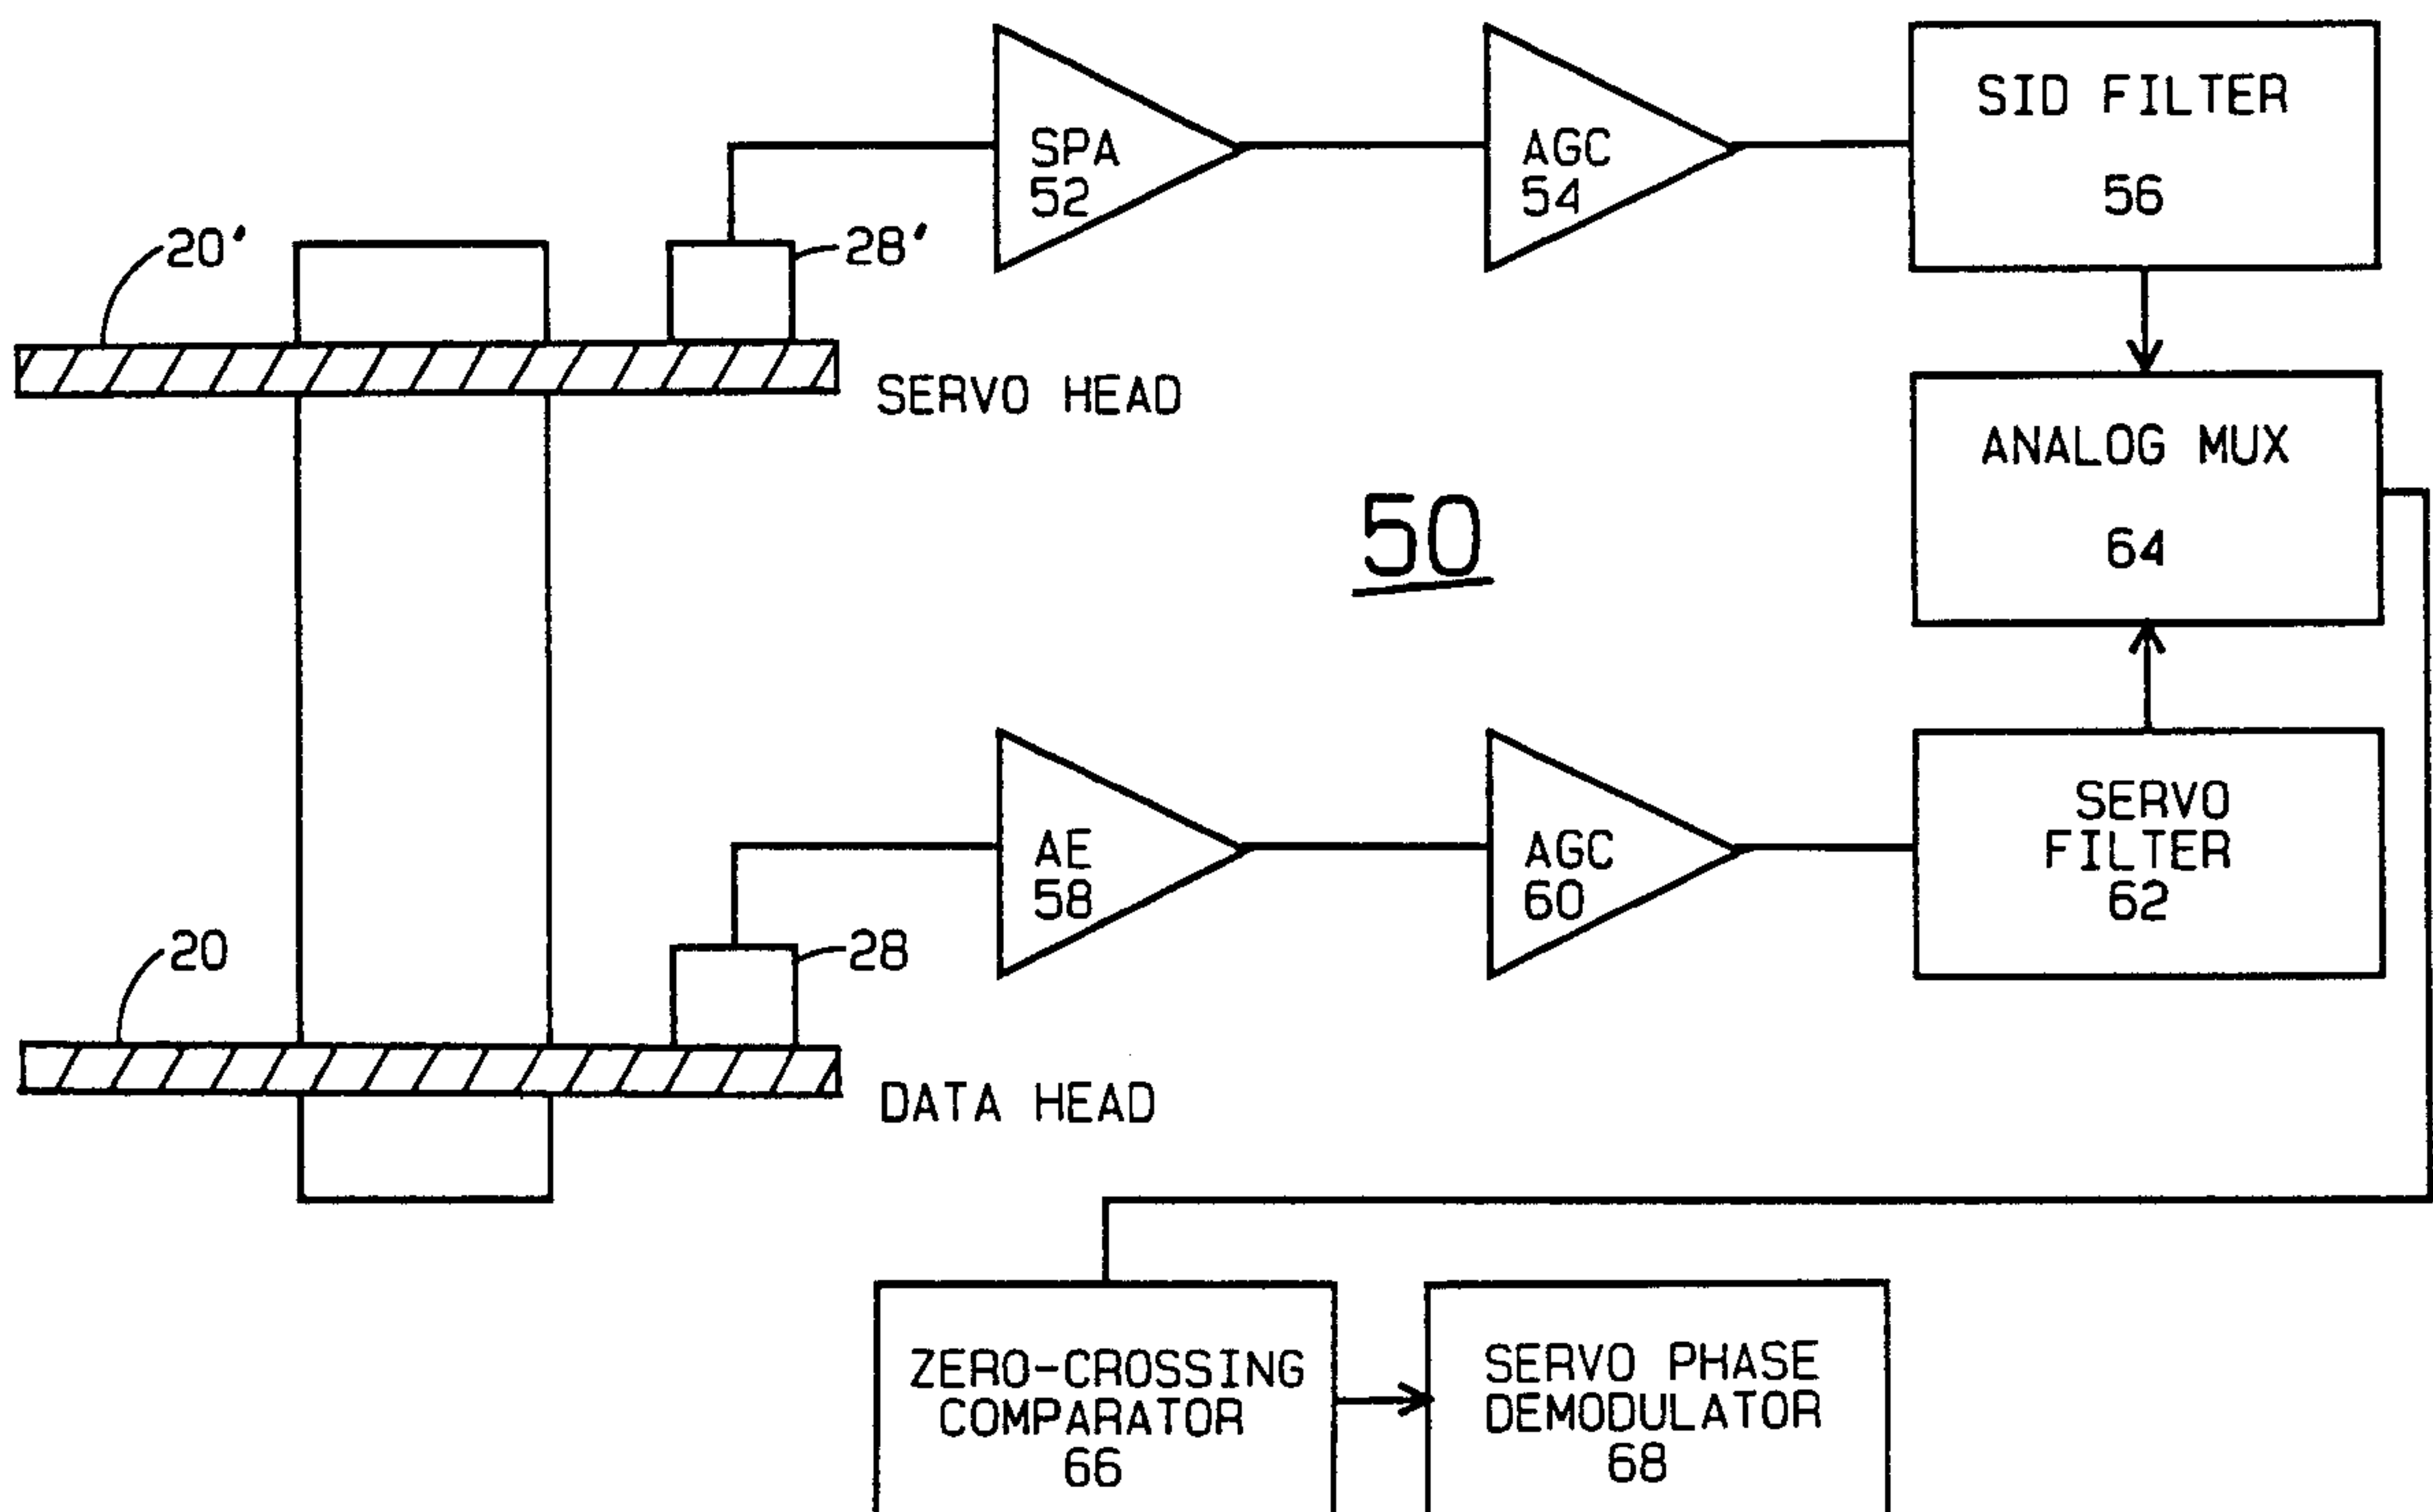 SPA
52
AGC
54
SID FILTER
56
20'
28'
SERVO HEAD
ANALOG MUX
64
50
AE
58
AGC
60
SERVO
FILTER
62
20
28
DATA HEAD
ZERO-CROSSING
COMPARATOR
66
SERVO PHASE
DEMODULATOR
68